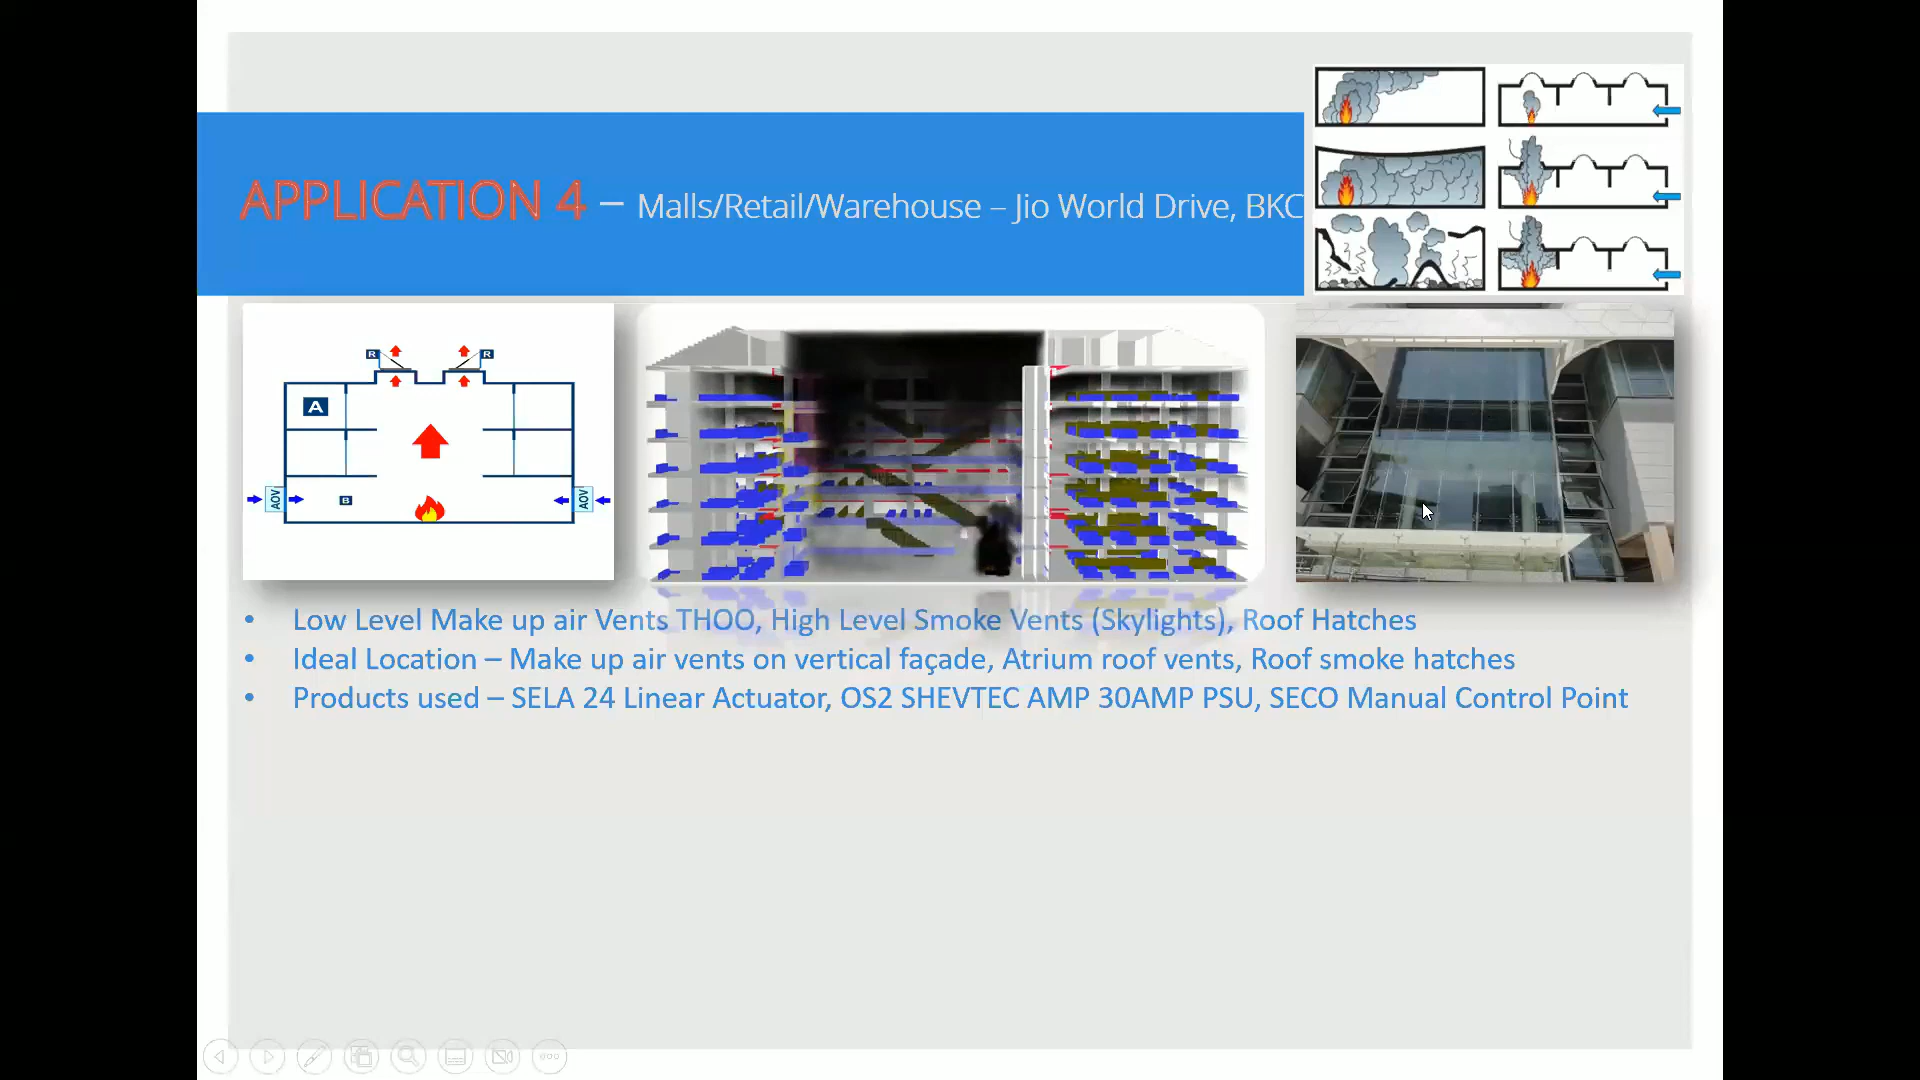 APPLICATION 4 – Malls/Retail/Warehouse – Jio World Drive, BKC
R R
A
AOV B AOV
• Low Level Make up air Vents THOO, High Level Smoke Vents (Skylights), Roof Hatches
• Ideal Location – Make up air vents on vertical façade, Atrium roof vents, Roof smoke hatches
• Products used – SELA 24 Linear Actuator, OS2 SHEVTEC AMP 30AMP PSU, SECO Manual Control Point